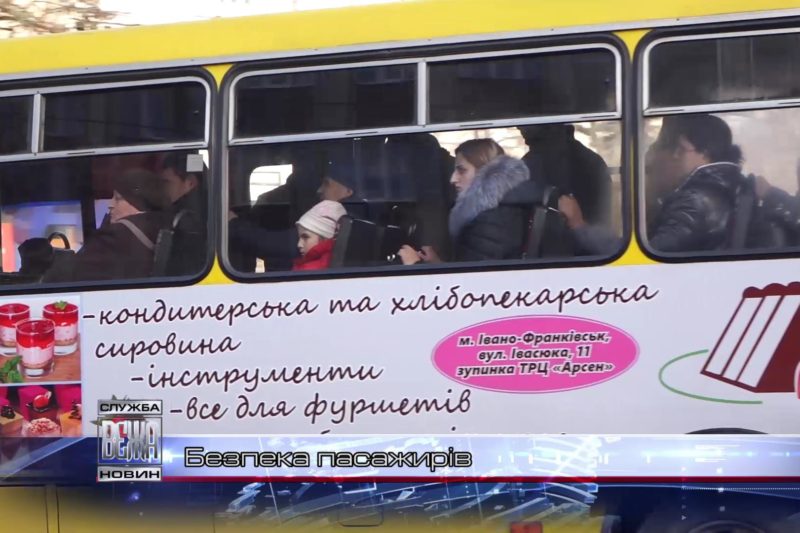 -кондитерська та хлібопекарська
сировина
-інструменти
-все для фуршетів
м. Івано-Франківськ,
вул. Івасюка, 11
зупинка ТРЦ «Арсен»
СЛУЖБА
ВЕЖА
НОВИН
Безпека пасажирів